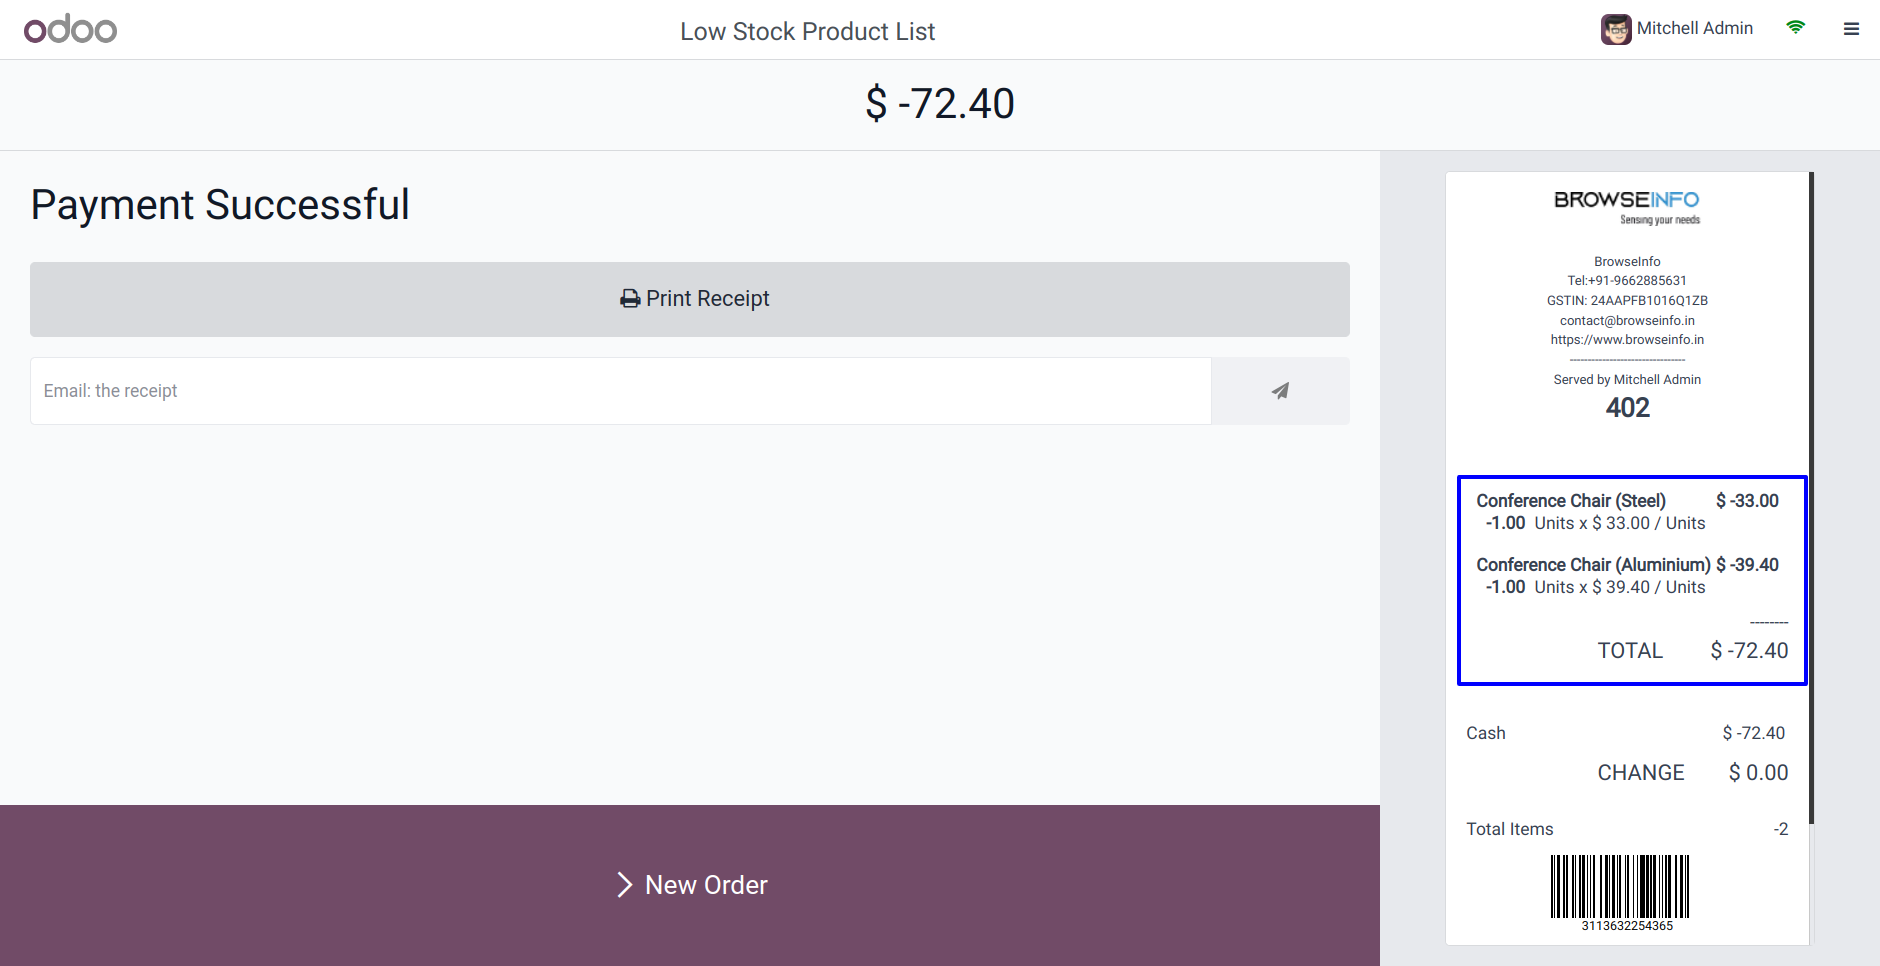 odoo
Low Stock Product List
Mitchell Admin
$ -72.40
Payment Successful
Print Receipt
Email: the receipt
New Order
BROWSEINFO
Sensing your needs
BrowseInfo
Tel:+91-9662885631
GSTIN: 24AAPFB1016Q1ZB
contact@browseinfo.in
https://www.browseinfo.in
--------------------------------
Served by Mitchell Admin
402
Conference Chair (Steel) $ -33.00
-1.00 Units x $ 33.00 / Units
Conference Chair (Aluminium) $ -39.40
-1.00 Units x $ 39.40 / Units
--------
TOTAL $ -72.40
Cash $ -72.40
CHANGE $ 0.00
Total Items -2
3113632254365